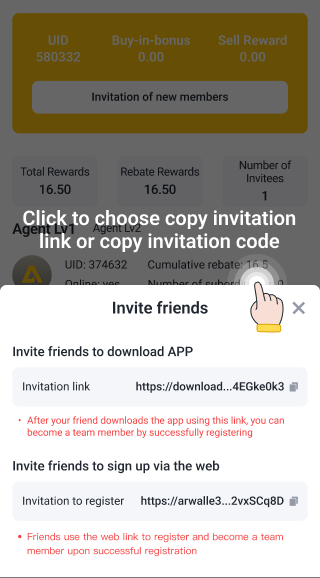 UID Buy-in-bonus Sell Reward
580332 0.00 0.00
Invitation of new members
Total Rewards Rebate Rewards Number of
Invitees
16.50 16.50 1
Agent Lv1 Agent Lv2
Click to choose copy invitation
link or copy invitation code
UID: 374632 Cumulative rebate: 16.5
Online: yes Number of subor
Invite friends
Invite friends to download APP
Invitation link https://download...4EGke0k3
• After your friend downloads the app using this link, you can
become a team member by successfully registering
Invite friends to sign up via the web
Invitation to register https://arwalle3...2vxSCq8D
• Friends use the web link to register and become a team
member upon successful registration